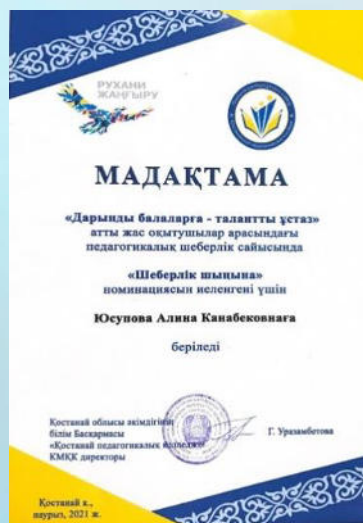 РУХАНИ
ЖАҢҒЫРУ
МАДАҚТАМА
«Дарынды балаларға - талантты ұстаз»
атты жас оқытушылар арасындағы
педагогикалық шеберлік сайысында
«Шеберлік шыңына»
номинациясын иеленгені үшін
Юсупова Алина Канабековнаға
беріледі
Қостанай облысы әкімдігінің
білім Басқармасы
«Қостанай педагогикалық колледжі»
КМҚК директоры
Г. Уразамбетова
Қостанай қ.,
наурыз, 2021 ж.